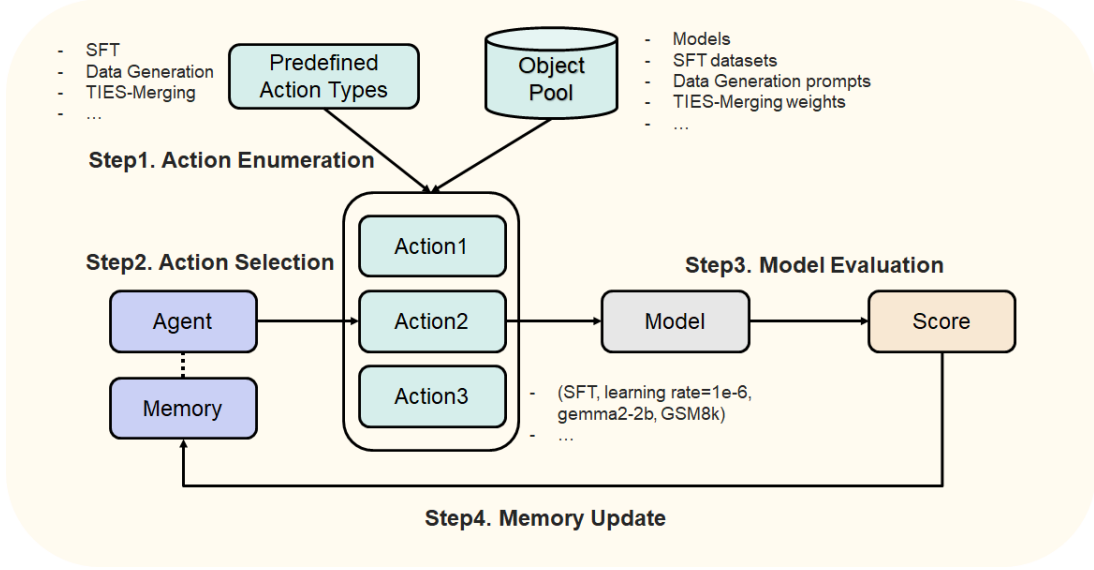 - SFT
- Data Generation
- TIES-Merging
- ...
Predefined
Action Types
Object
Pool
- Models
- SFT datasets
- Data Generation prompts
- TIES-Merging weights
- ...
Step1. Action Enumeration
Action1
Step2. Action Selection
Step3. Model Evaluation
Agent
Action2
Model
Score
Memory
Action3
- (SFT, learning rate=1e-6,
gemma2-2b, GSM8k)
- ...
Step4. Memory Update